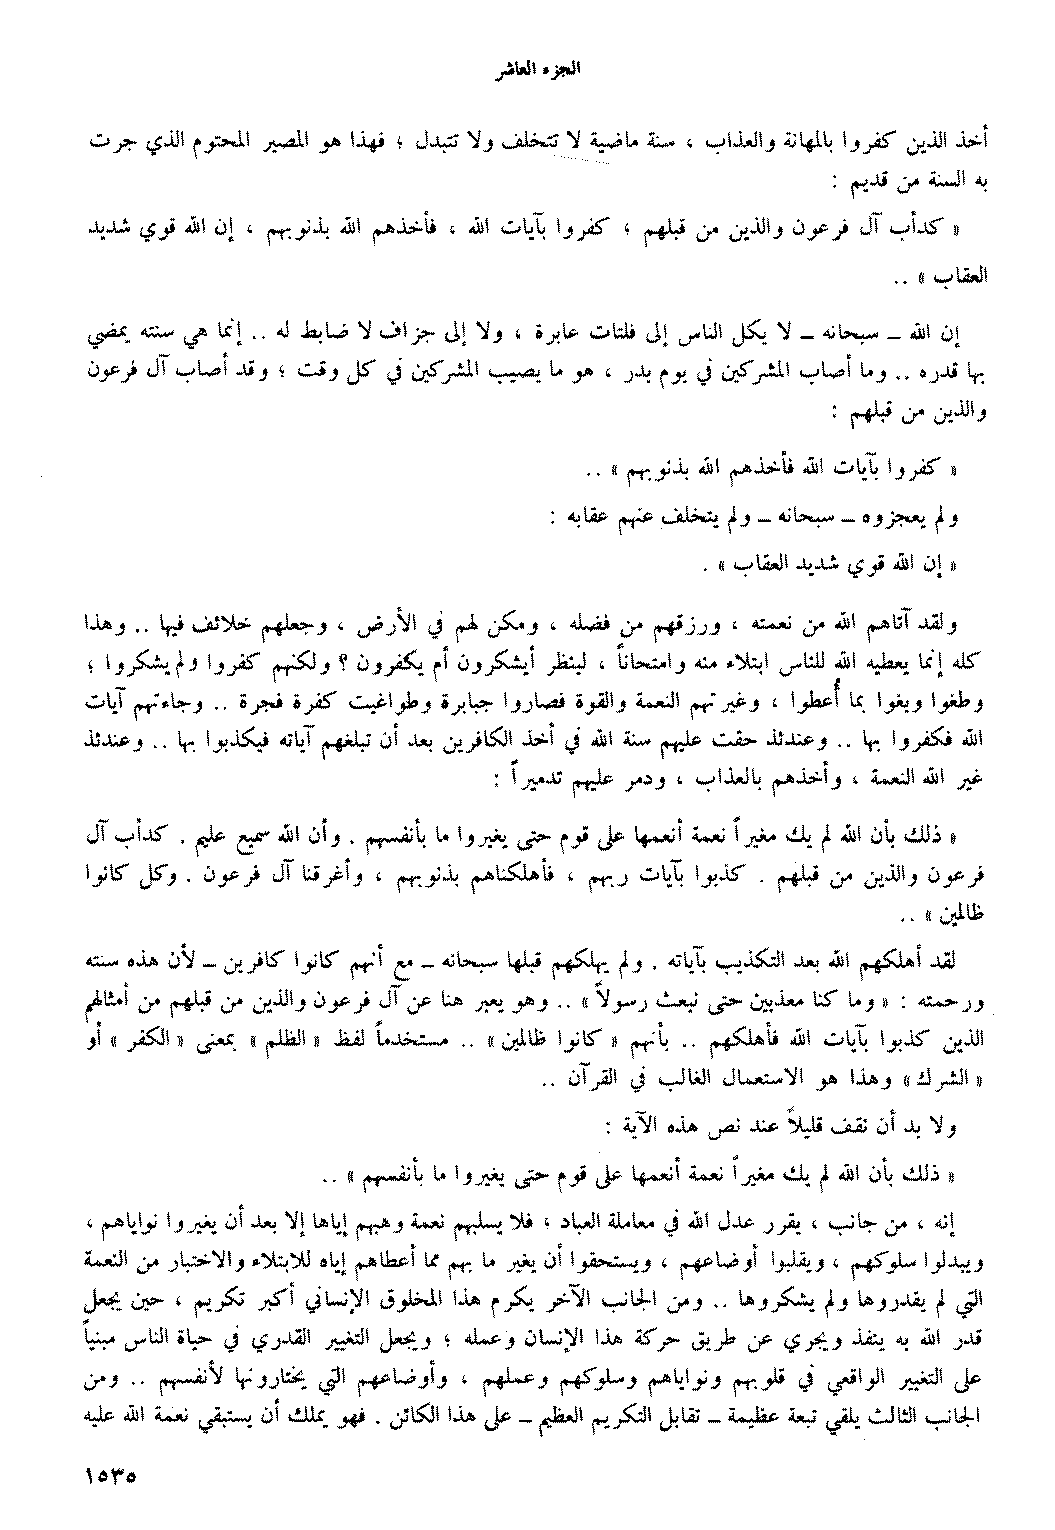 الجزء العاشر
أخذ الذين كفروا بالمهانة والعذاب ، سنة ماضية لا تتخلف ولا تتبدل ؛ فهذا هو المصير المحتوم الذي جرت
به السنة من قديم :
« كدأب آل فرعون والذين من قبلهم ؛ كفروا بآيات الله ، فأخذهم الله بذنوبهم ، إن الله قوي شديد
العقاب » ..
إن الله ــ سبحانه ــ لا يكل الناس إلى فلتات عابرة ، ولا إلى جزاف لا ضابط له .. إنما هي سنته يمضي
بها قدره .. وما أصاب المشركين في يوم بدر ، هو ما يصيب المشركين في كل وقت ؛ وقد أصاب آل فرعون
والذين من قبلهم :
« كفروا بآيات الله فأخذهم الله بذنوبهم » ..
ولم يعجزوه ــ سبحانه ــ ولم يتخلف عنهم عقابه :
« إن الله قوي شديد العقاب » .
ولقد آتاهم الله من نعمته ، ورزقهم من فضله ، ومكن لهم في الأرض ، وجعلهم خلائف فيها .. وهذا
كله إنما يعطيه الله للناس ابتلاء منه وامتحاناً ، لينظر أيشكرون أم يكفرون ؟ ولكنهم كفروا ولم يشكروا ؛
وطغوا وبغوا بما أُعطوا ، وغيرتهم النعمة والقوة فصاروا جبابرة وطواغيت كفرة فجرة .. وجاءتهم آيات
الله فكفروا بها .. وعندئذ حقت عليهم سنة الله في أخذ الكافرين بعد أن تبلغهم آياته فيكذبوا بها .. وعندئذ
غير الله النعمة ، وأخذهم بالعذاب ، ودمر عليهم تدميراً :
« ذلك بأن الله لم يك مغيراً نعمة أنعمها على قوم حتى يغيروا ما بأنفسهم . وأن الله سميع عليم . كدأب آل
فرعون والذين من قبلهم . كذبوا بآيات ربهم ، فأهلكناهم بذنوبهم ، وأغرقنا آل فرعون . وكل كانوا
ظالمين » ..
لقد أهلكهم الله بعد التكذيب بآياته . ولم يهلكهم قبلها سبحانه ــ مع أنهم كانوا كافرين ــ لأن هذه سنته
ورحمته : « وما كنا معذبين حتى نبعث رسولاً » .. وهو يعبر هنا عن آل فرعون والذين من قبلهم من أمثالهم
الذين كذبوا بآيات الله فأهلكهم .. بأنهم « كانوا ظالمين » .. مستخدماً لفظ « الظلم » بمعنى « الكفر » أو
« الشرك » وهذا هو الاستعمال الغالب في القرآن ..
ولا بد أن نقف قليلاً عند نص هذه الآية :
« ذلك بأن الله لم يك مغيراً نعمة أنعمها على قوم حتى يغيروا ما بأنفسهم » ..
إنه ، من جانب ، يقرر عدل الله في معاملة العباد ؛ فلا يسلبهم نعمة وهبهم إياها إلا بعد أن يغيروا نواياهم ،
ويبدلوا سلوكهم ، ويقلبوا أوضاعهم ، ويستحقوا أن يغير ما بهم مما أعطاهم إياه للابتلاء والاختبار من النعمة
التي لم يقدروها ولم يشكروها .. ومن الجانب الآخر يكرم هذا المخلوق الإنساني أكبر تكريم ، حين يجعل
قدر الله به ينفذ ويجري عن طريق حركة هذا الإنسان وعمله ؛ ويجعل التغيير القدري في حياة الناس مبنياً
على التغيير الواقعي في قلوبهم ونواياهم وسلوكهم وعملهم ، وأوضاعهم التي يختارونها لأنفسهم .. ومن
الجانب الثالث يلقي تبعة عظيمة ــ تقابل التكريم العظيم ــ على هذا الكائن . فهو يملك أن يستبقي نعمة الله عليه
١٥٣٥